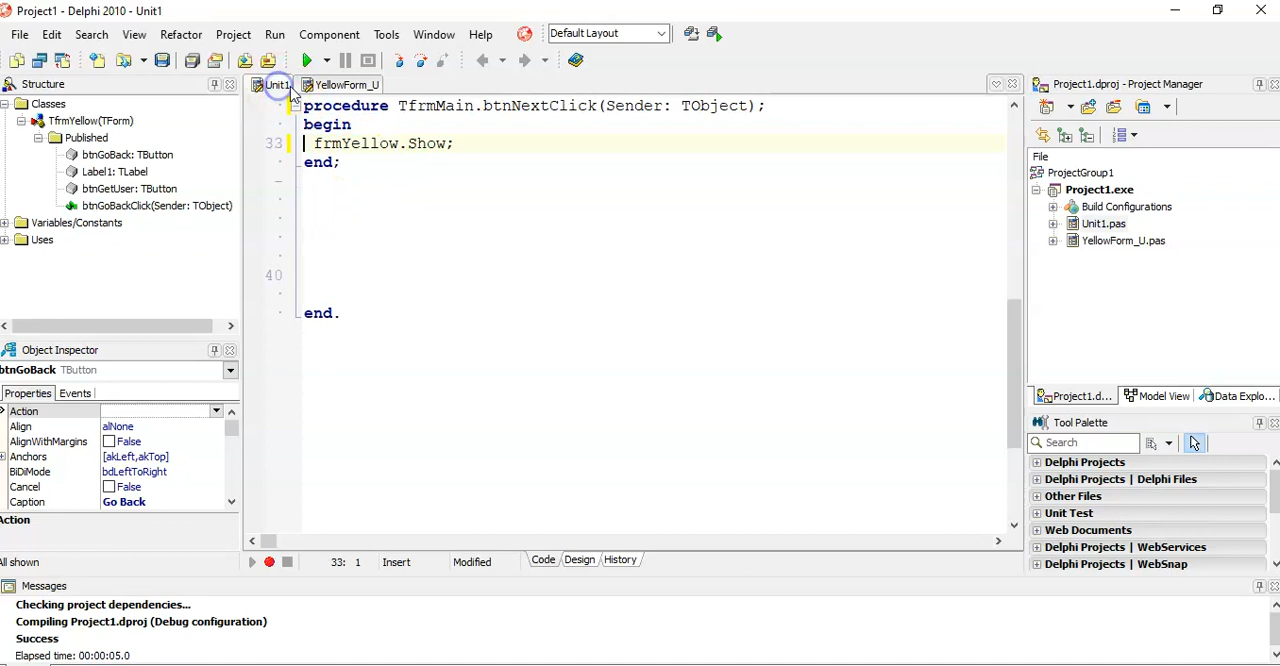 Project1 - Delphi 2010 - Unit1
File Edit Search View Refactor Project Run Component Tools Window Help Default Layout
Structure
Classes
TfrmYellow(TForm)
Published
btnGoBack: TButton
Label1: TLabel
btnGetUser: TButton
btnGoBackClick(Sender: TObject)
Variables/Constants
Uses
Object Inspector
btnGoBack TButton
Properties Events
Action
Align alNone
AlignWithMargins False
Anchors [akLeft,akTop]
BiDiMode bdLeftToRight
Cancel False
Caption Go Back
Action
All shown
Unit1 YellowForm_U
procedure TfrmMain.btnNextClick(Sender: TObject);
begin
33 frmYellow.Show;
end;
40
end.
33: 1 Insert Modified Code Design History
Project1.dproj - Project Manager
File
ProjectGroup1
Project1.exe
Build Configurations
Unit1.pas
YellowForm_U.pas
Project1.d... Model View Data Explo...
Tool Palette
Search
Delphi Projects
Delphi Projects | Delphi Files
Other Files
Unit Test
Web Documents
Delphi Projects | WebServices
Delphi Projects | WebSnap
Messages
Checking project dependencies...
Compiling Project1.dproj (Debug configuration)
Success
Elapsed time: 00:00:05.0